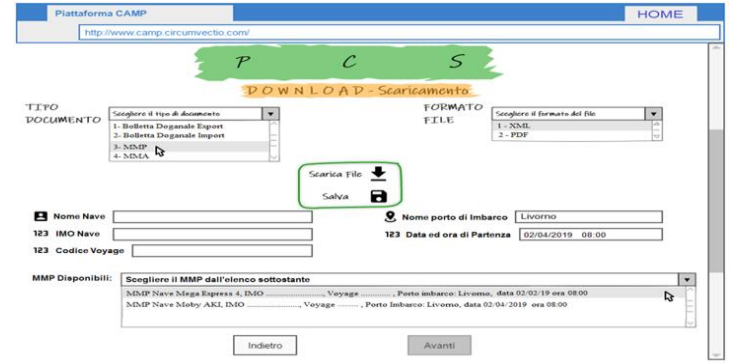 Piattaforma CAMP
HOME
http://www.camp.circumvectio.com/
P C S
DOWNLOAD - Scaricamento
TIPO DOCUMENTO
Scegliere il tipo di documento
1- Bolletta Doganale Export
2- Bolletta Doganale Import
3- MMP
4- MMA
FORMATO FILE
Scegliere il formato del file
1 - XML
2 - PDF
Scarica File
Salva
Nome Nave
Nome porto di Imbarco Livorno
123 IMO Nave
123 Data ed ora di Partenza 02/04/2019 08:00
123 Codice Voyage
MMP Disponibili: Scegliere il MMP dall'elenco sottostante
MMP Nave Mega Express 4, IMO ......................, Voyage ............ , Porto imbarco: Livorno, data 02/02/19 ora 08:00
MMP Nave Moby AKI, IMO ...................., Voyage ........ , Porto Imbarco: Livorno, data 02/04/2019 ora 08:00
Indietro
Avanti